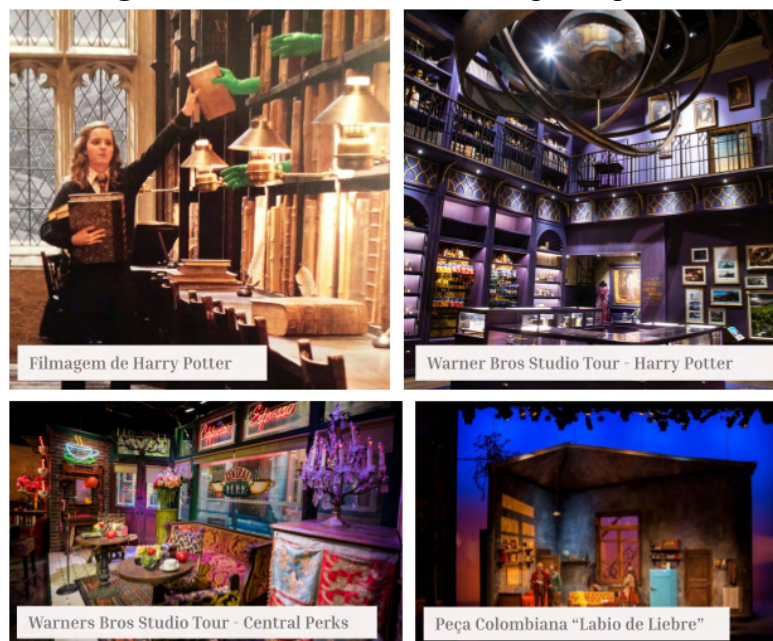 Filmagem de Harry Potter
Warner Bros Studio Tour - Harry Potter
Cappuccino
Espresso
CENTRAL
PERK
Warners Bros Studio Tour - Central Perks
Peça Colombiana “Labio de Liebre”